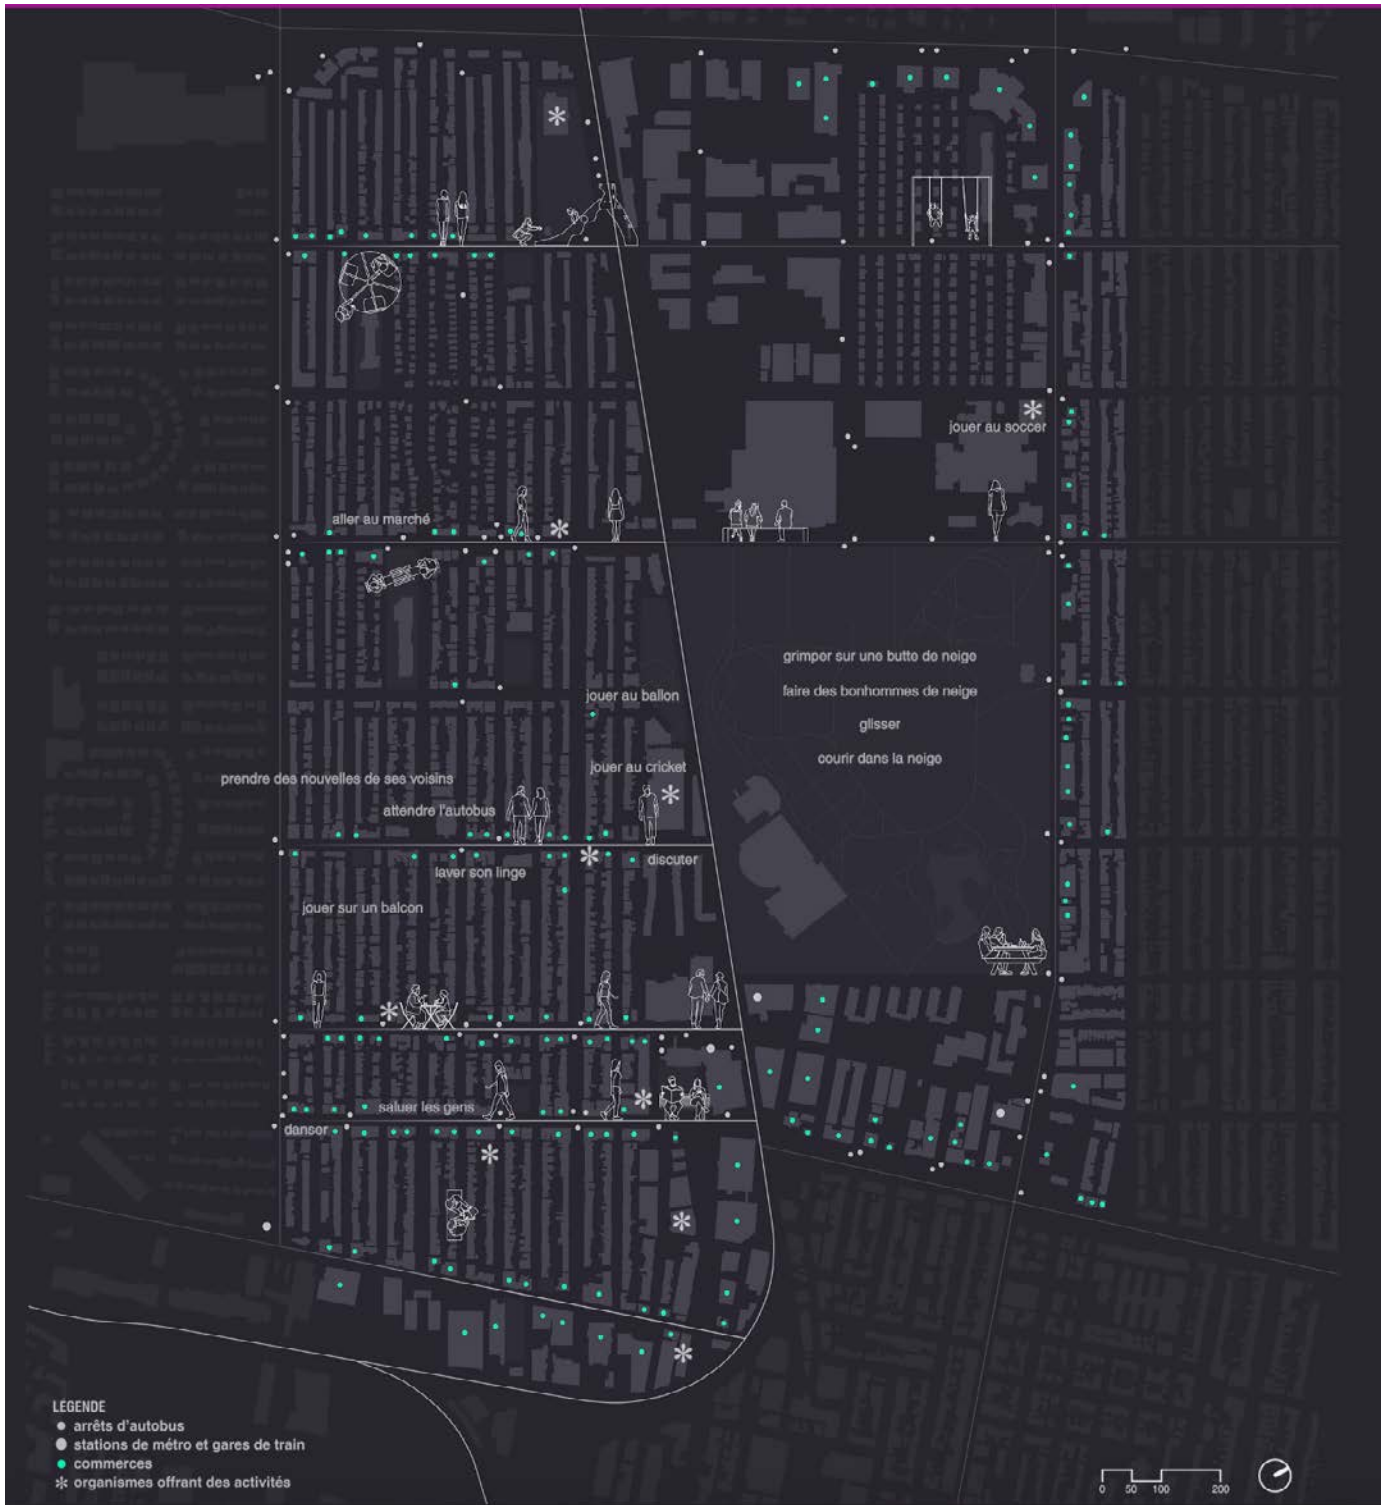 jouer au soccer
aller au marché
grimper sur une butte de neige
faire des bonhommes de neige
glisser
courir dans la neige
jouer au ballon
jouer au cricket
prendre des nouvelles de ses voisins
attendre l'autobus
discuter
laver son linge
jouer sur un balcon
saluer les gens
danser
LÉGENDE
arrêts d'autobus
stations de métro et gares de train
commerces
organismes offrant des activités
0 50 100 200